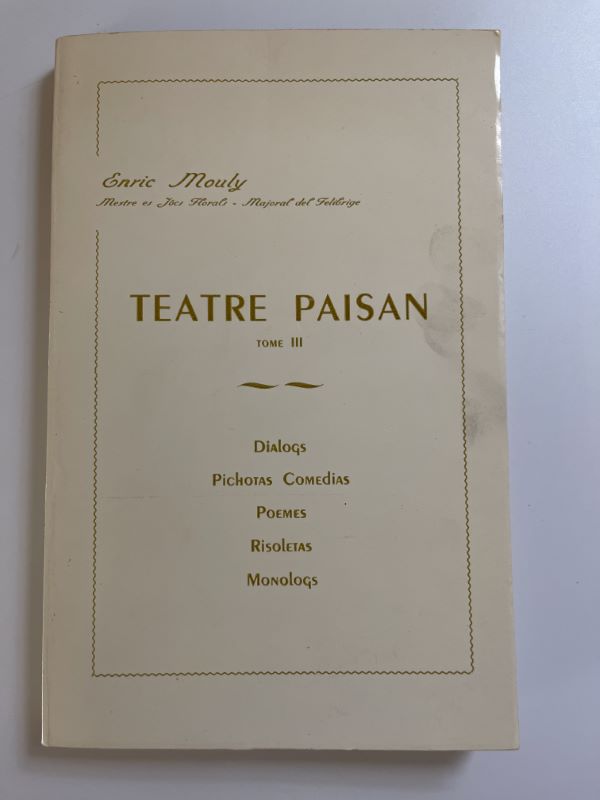 Enric Mouly
Mestre es Jòcs Florals - Majoral del Felibrige
TEATRE PAISAN
TOME III
Dialogs
Pichotas Comedias
Poemes
Risoletas
Monologs